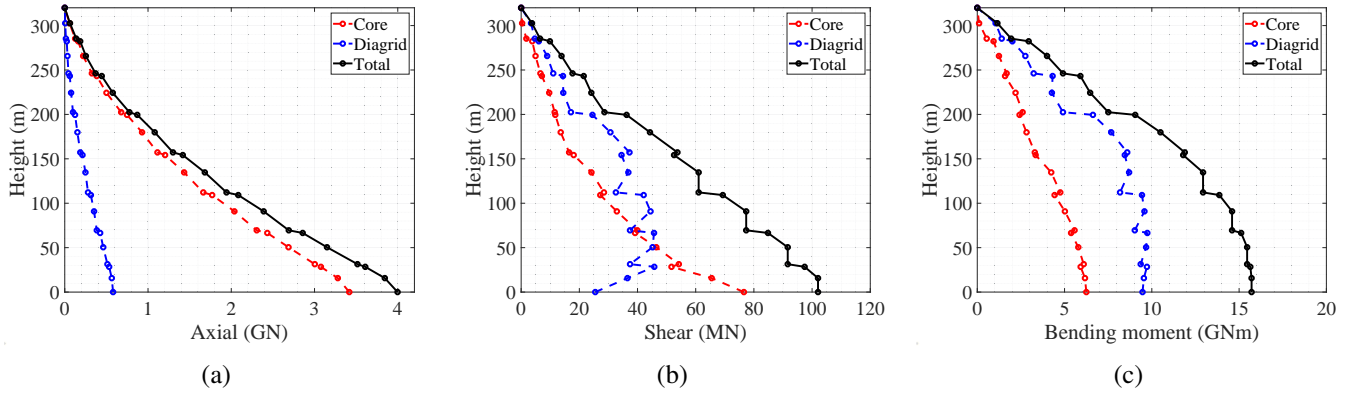 350
300
250
200
150
100
50
0
Height (m)
0 1 2 3 4
Axial (GN)
Core
Diagrid
Total
(a)
350
300
250
200
150
100
50
0
Height (m)
0 20 40 60 80 100 120
Shear (MN)
Core
Diagrid
Total
(b)
350
300
250
200
150
100
50
0
Height (m)
0 5 10 15 20
Bending moment (GNm)
Core
Diagrid
Total
(c)